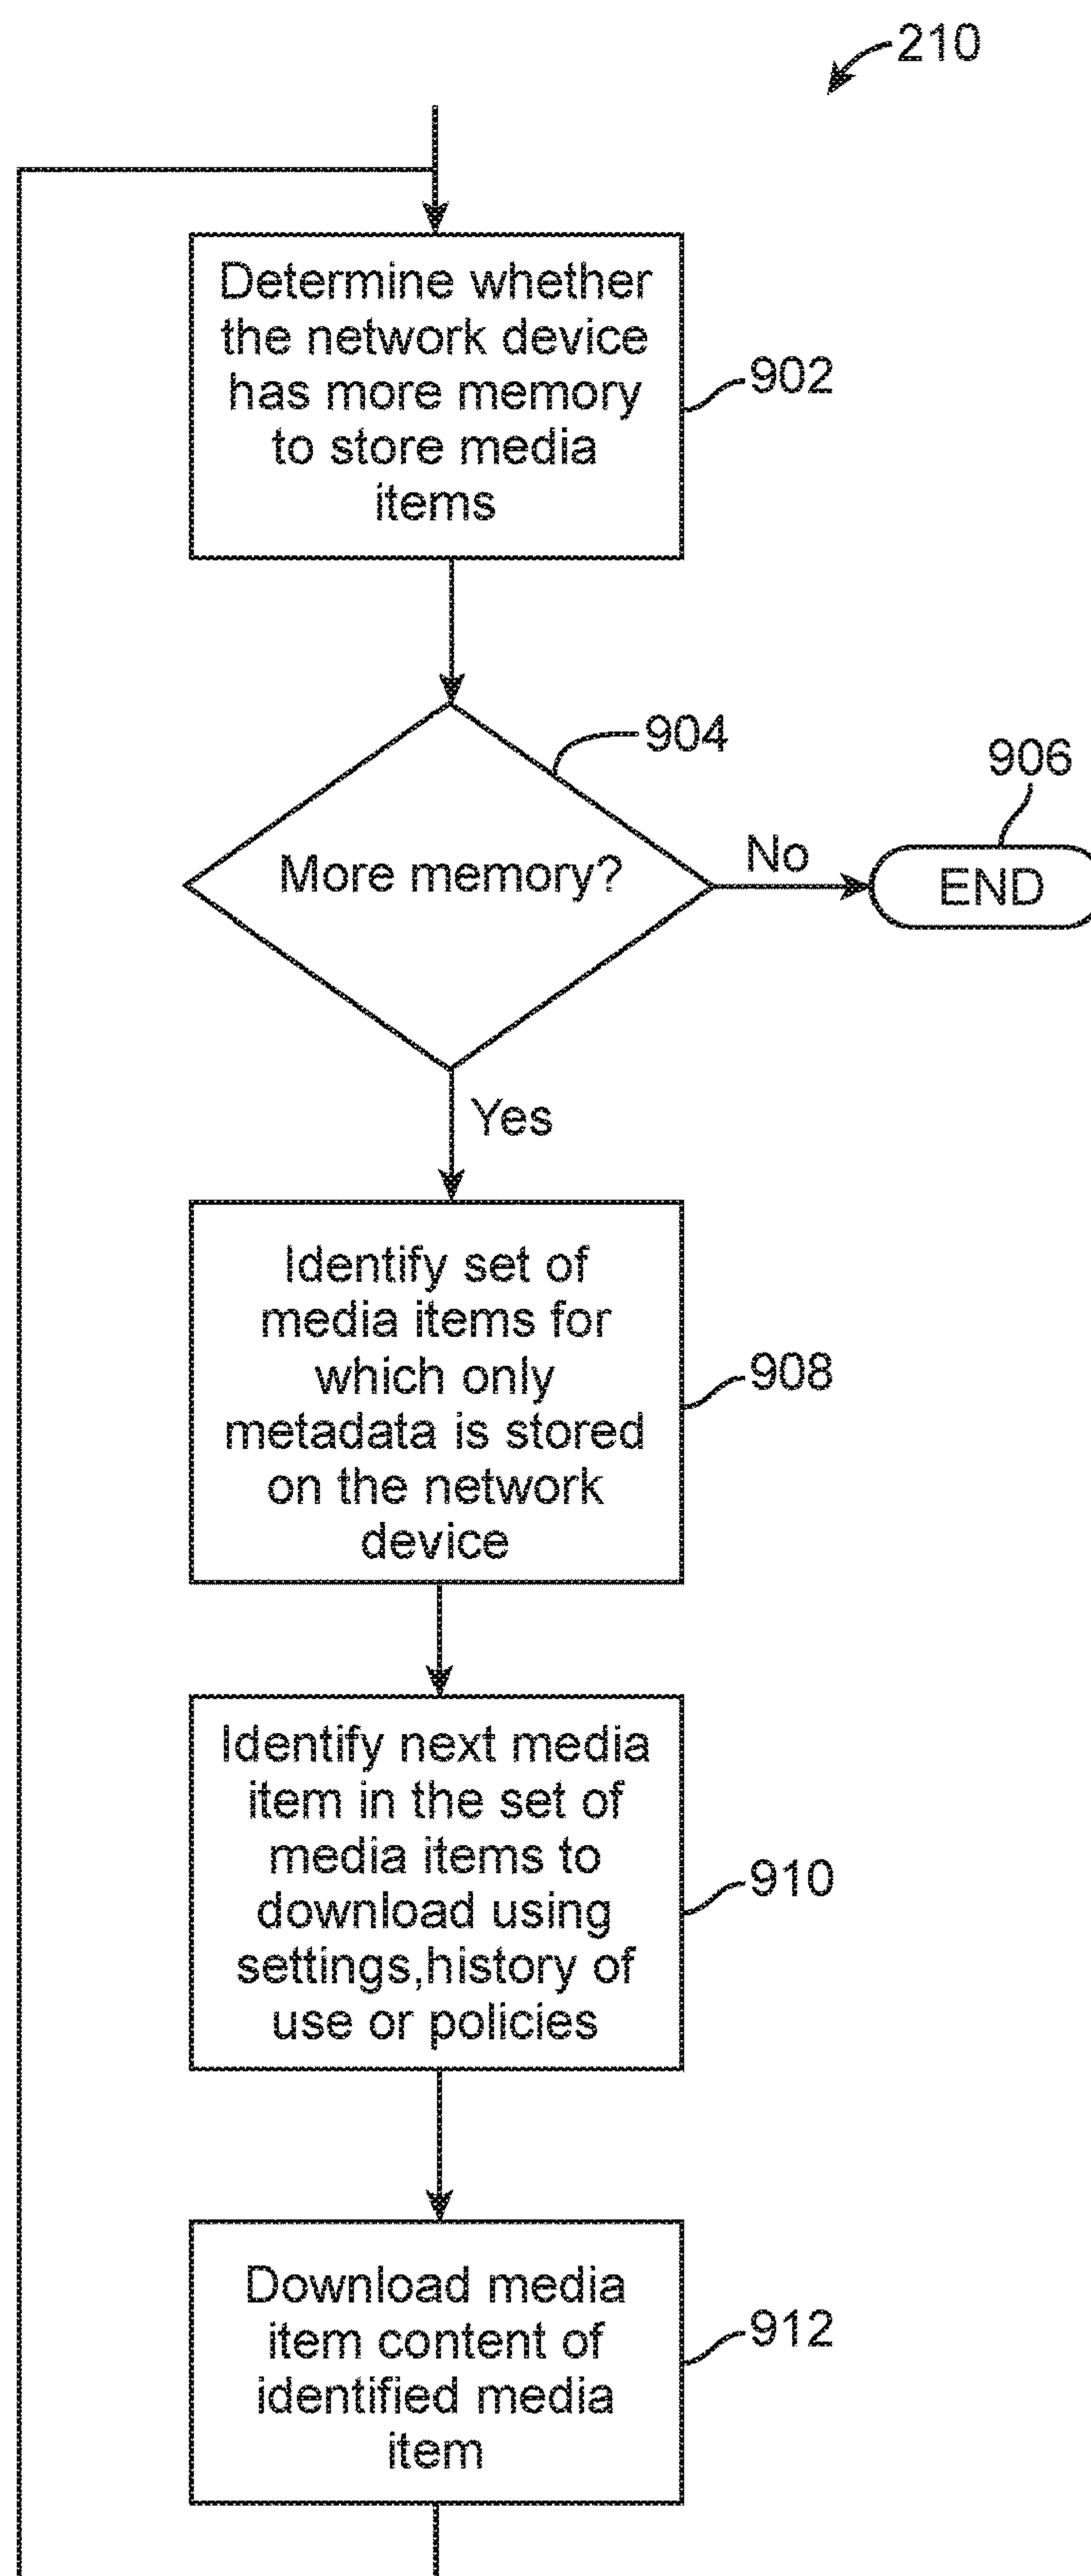 210
Determine whether
the network device
has more memory
to store media
items
902
904
906
More memory?
No
END
Yes
Identify set of
media items for
which only
metadata is stored
on the network
device
908
Identify next media
item in the set of
media items to
download using
settings,history of
use or policies
910
Download media
item content of
identified media
item
912